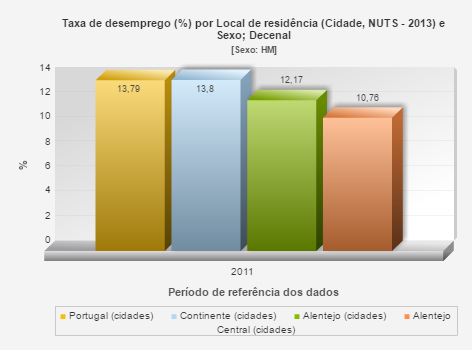 Taxa de desemprego (%) por Local de residência (Cidade, NUTS - 2013) e
Sexo; Decenal
[Sexo: HM]
14
12
10
8
6
4
2
0
%
13,79
13,8
12,17
10,76
2011
Período de referência dos dados
Portugal (cidades)
Continente (cidades)
Alentejo (cidades)
Alentejo
Central (cidades)